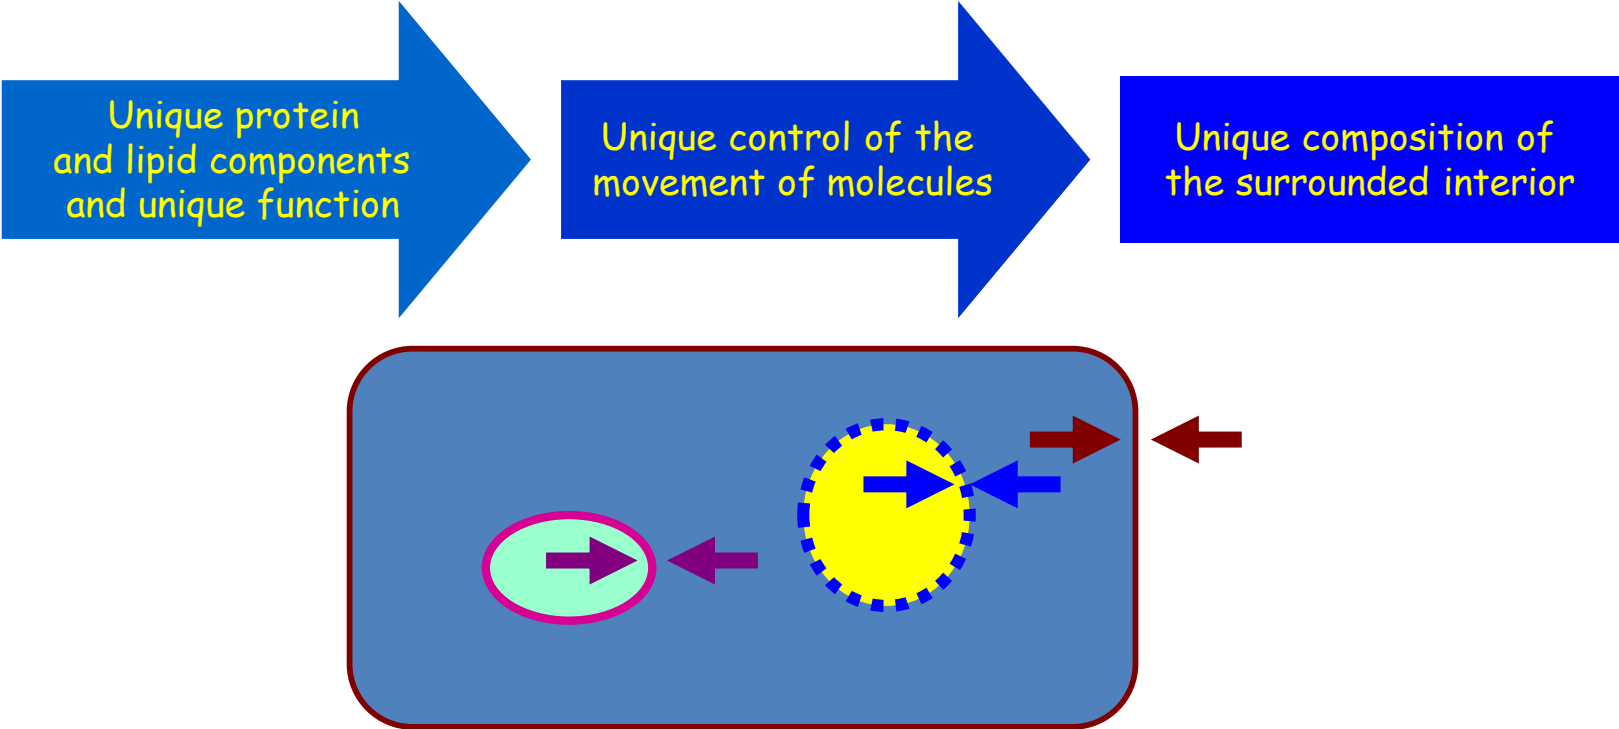 Unique protein
and lipid components
and unique function
Unique control of the
movement of molecules
Unique composition of
the surrounded interior